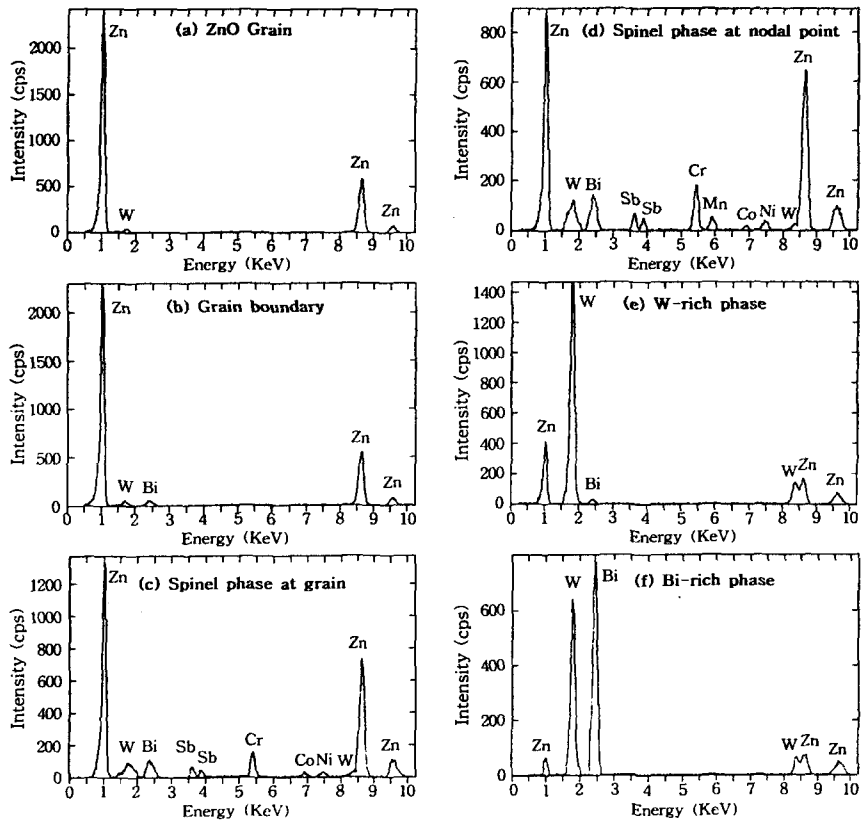 (a) ZnO Grain
Intensity (cps)
2000
1500
1000
500
0
Zn
W
Zn
Zn
0 1 2 3 4 5 6 7 8 9 10
Energy (KeV)
(b) Grain boundary
Intensity (cps)
2000
1500
1000
500
0
Zn
W Bi
Zn
Zn
0 1 2 3 4 5 6 7 8 9 10
Energy (KeV)
(c) Spinel phase at grain
Intensity (cps)
1200
1000
800
600
400
200
0
Zn
W Bi
Sb
Sb
Cr
Co Ni W
Zn
Zn
0 1 2 3 4 5 6 7 8 9 10
Energy (KeV)
(d) Spinel phase at nodal point
Intensity (cps)
800
600
400
200
0
Zn
W Bi
Sb
Sb
Cr
Mn
Co Ni W
Zn
Zn
0 1 2 3 4 5 6 7 8 9 10
Energy (KeV)
(e) W-rich phase
Intensity (cps)
1400
1200
1000
800
600
400
200
0
Zn
W
Bi
W Zn
Zn
0 1 2 3 4 5 6 7 8 9 10
Energy (KeV)
(f) Bi-rich phase
Intensity (cps)
600
400
200
0
Zn
W
Bi
W Zn
Zn
0 1 2 3 4 5 6 7 8 9 10
Energy (KeV)